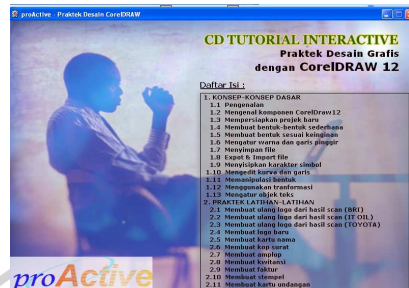 proActive - Praktek Desain CorelDRAW
CD TUTORIAL INTERACTIVE
Praktek Desain Grafis
dengan CorelDRAW 12
Daftar Isi :
1. KONSEP-KONSEP DASAR
1.1 Pengenalan
1.2 Mengenal komponen CorelDraw12
1.3 Mempersiapkan projek baru
1.4 Membuat bentuk-bentuk sederhana
1.5 Membuat bentuk sesuai keinginan
1.6 Mengatur warna dan garis pinggir
1.7 Menyimpan file
1.8 Expot & Import file
1.9 Menyisipkan karakter simbol
1.10 Mengedit kurva dan garis
1.11 Memanipulasi bentuk
1.12 Menggunakan tranformasi
1.13 Mengatur objek teks
2. PRAKTEK LATIHAN-LATIHAN
2.1 Membuat ulang logo dari hasil scan (BRI)
2.2 Membuat ulang logo dari hasil scan (IT OIL)
2.3 Membuat ulang logo dari hasil scan (TOYOTA)
2.4 Membuat logo baru
2.5 Membuat kartu nama
2.6 Membuat kop surat
2.7 Membuat amplop
2.8 Membuat kwitansi
2.9 Membuat faktur
2.10 Membuat stempel
2.11 Membuat kartu undangan
proActive